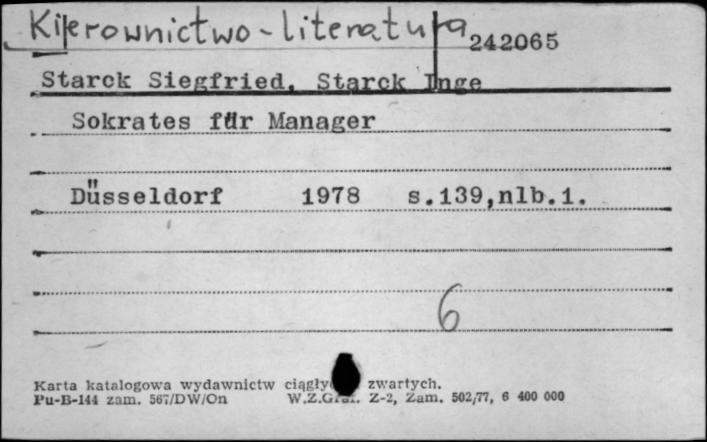 Kierownictwo - literatura
242065
Starck Siegfried, Starck Inge
Sokrates für Manager
Düsseldorf 1978 s.139,nlb.1.
6
Karta katalogowa wydawnictw zwartych.
Pu-B-144 zam. 567/DW/On W.Z.Graf. Z-2, Zam. 502/77, 6 400 000